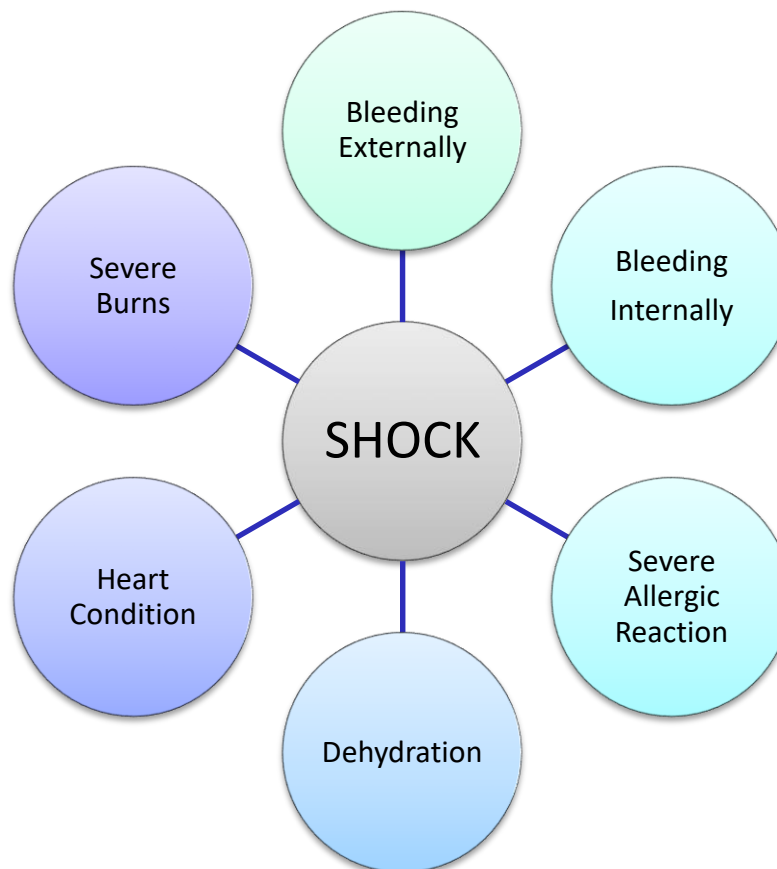 Bleeding
Externally
Severe
Burns
Bleeding
Internally
SHOCK
Heart
Condition
Severe
Allergic
Reaction
Dehydration